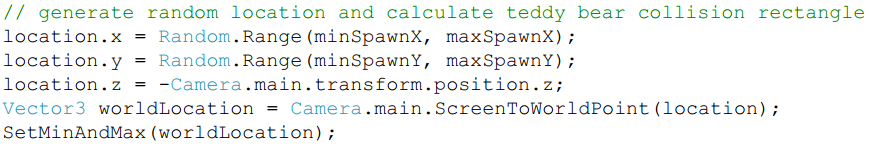 // generate random location and calculate teddy bear collision rectangle
location.x = Random.Range(minSpawnX, maxSpawnX);
location.y = Random.Range(minSpawnY, maxSpawnY);
location.z = -Camera.main.transform.position.z;
Vector3 worldLocation = Camera.main.ScreenToWorldPoint(location);
SetMinAndMax(worldLocation);